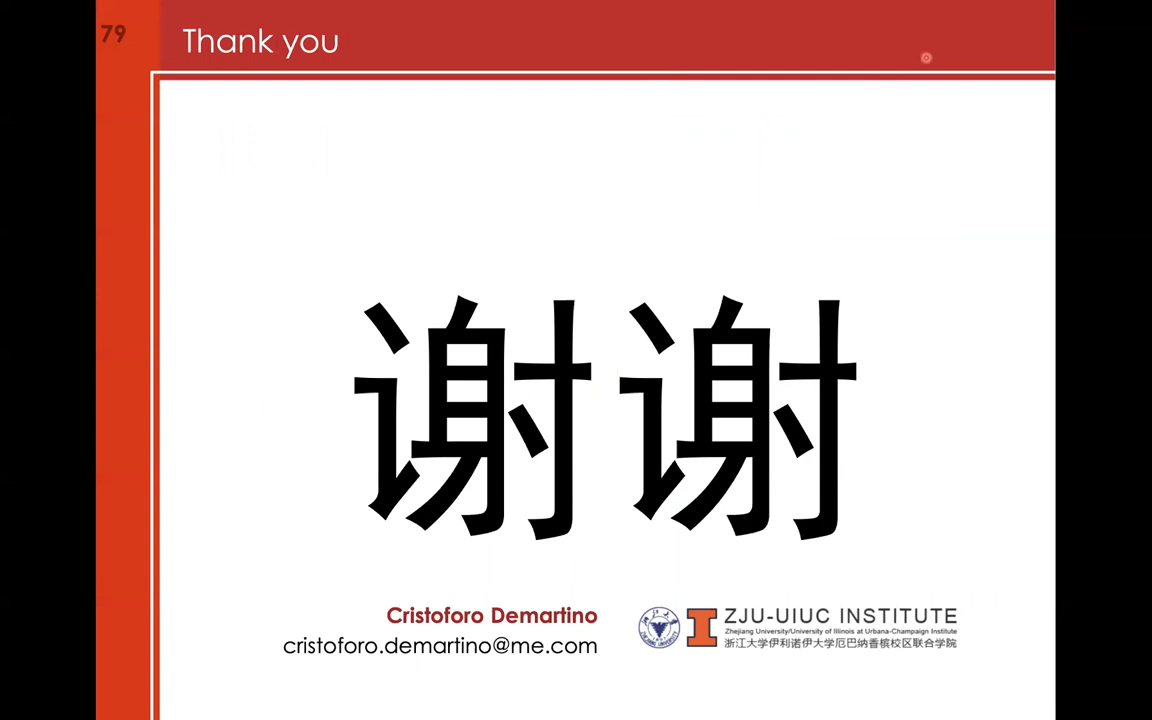 79
Thank you
谢谢
Cristoforo Demartino
cristoforo.demartino@me.com
ZJU-UIUC INSTITUTE
Zhejiang University/University of Illinois at Urbana-Champaign Institute
浙江大学伊利诺伊大学厄巴纳香槟校区联合学院